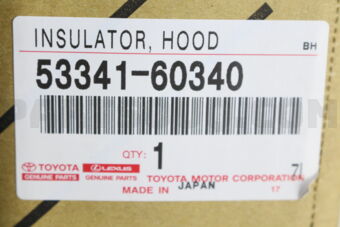 INSULATOR, HOOD BH
53341-60340
QTY: 1
TOYOTA LEXUS TOYOTA MOTOR CORPORATION
GENUINE PARTS GENUINE PARTS
MADE IN JAPAN 17